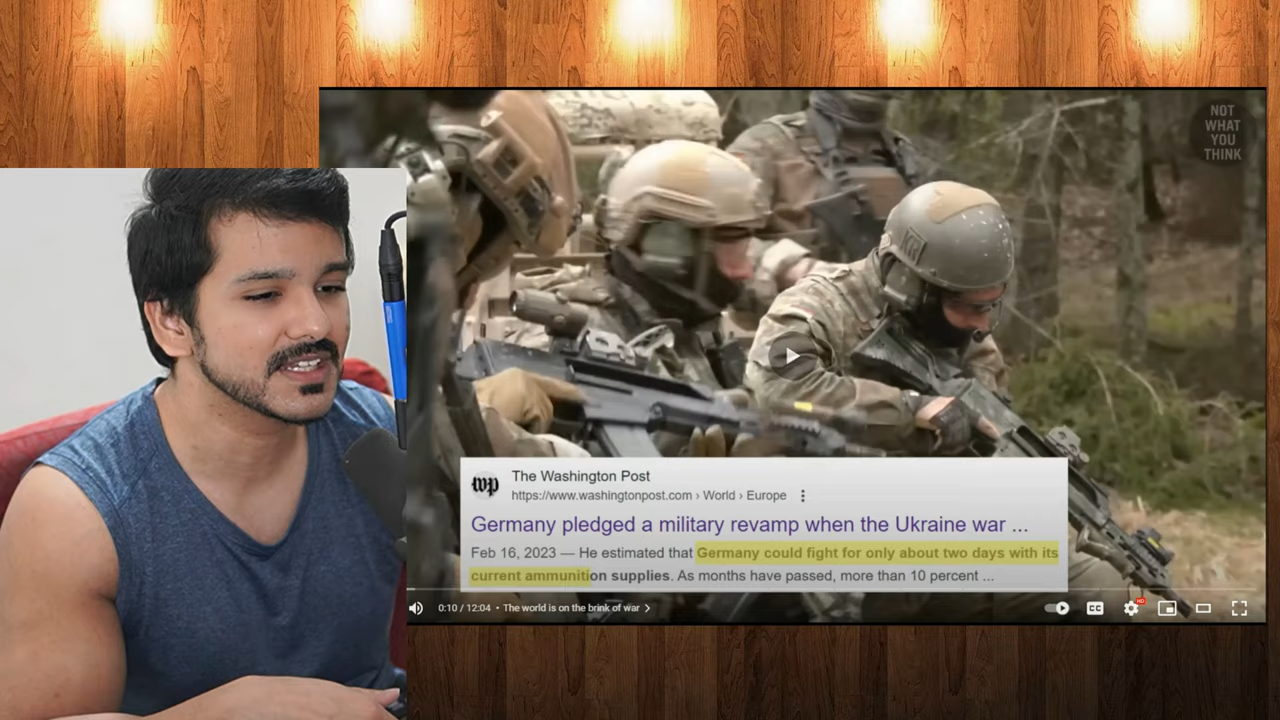 NOT
WHAT
YOU
THINK
KG
wp
The Washington Post
https://www.washingtonpost.com › World › Europe
Germany pledged a military revamp when the Ukraine war ...
Feb 16, 2023 — He estimated that Germany could fight for only about two days with its
current ammunition supplies. As months have passed, more than 10 percent ...
0:10 / 12:04 • The world is on the brink of war
CC
HD